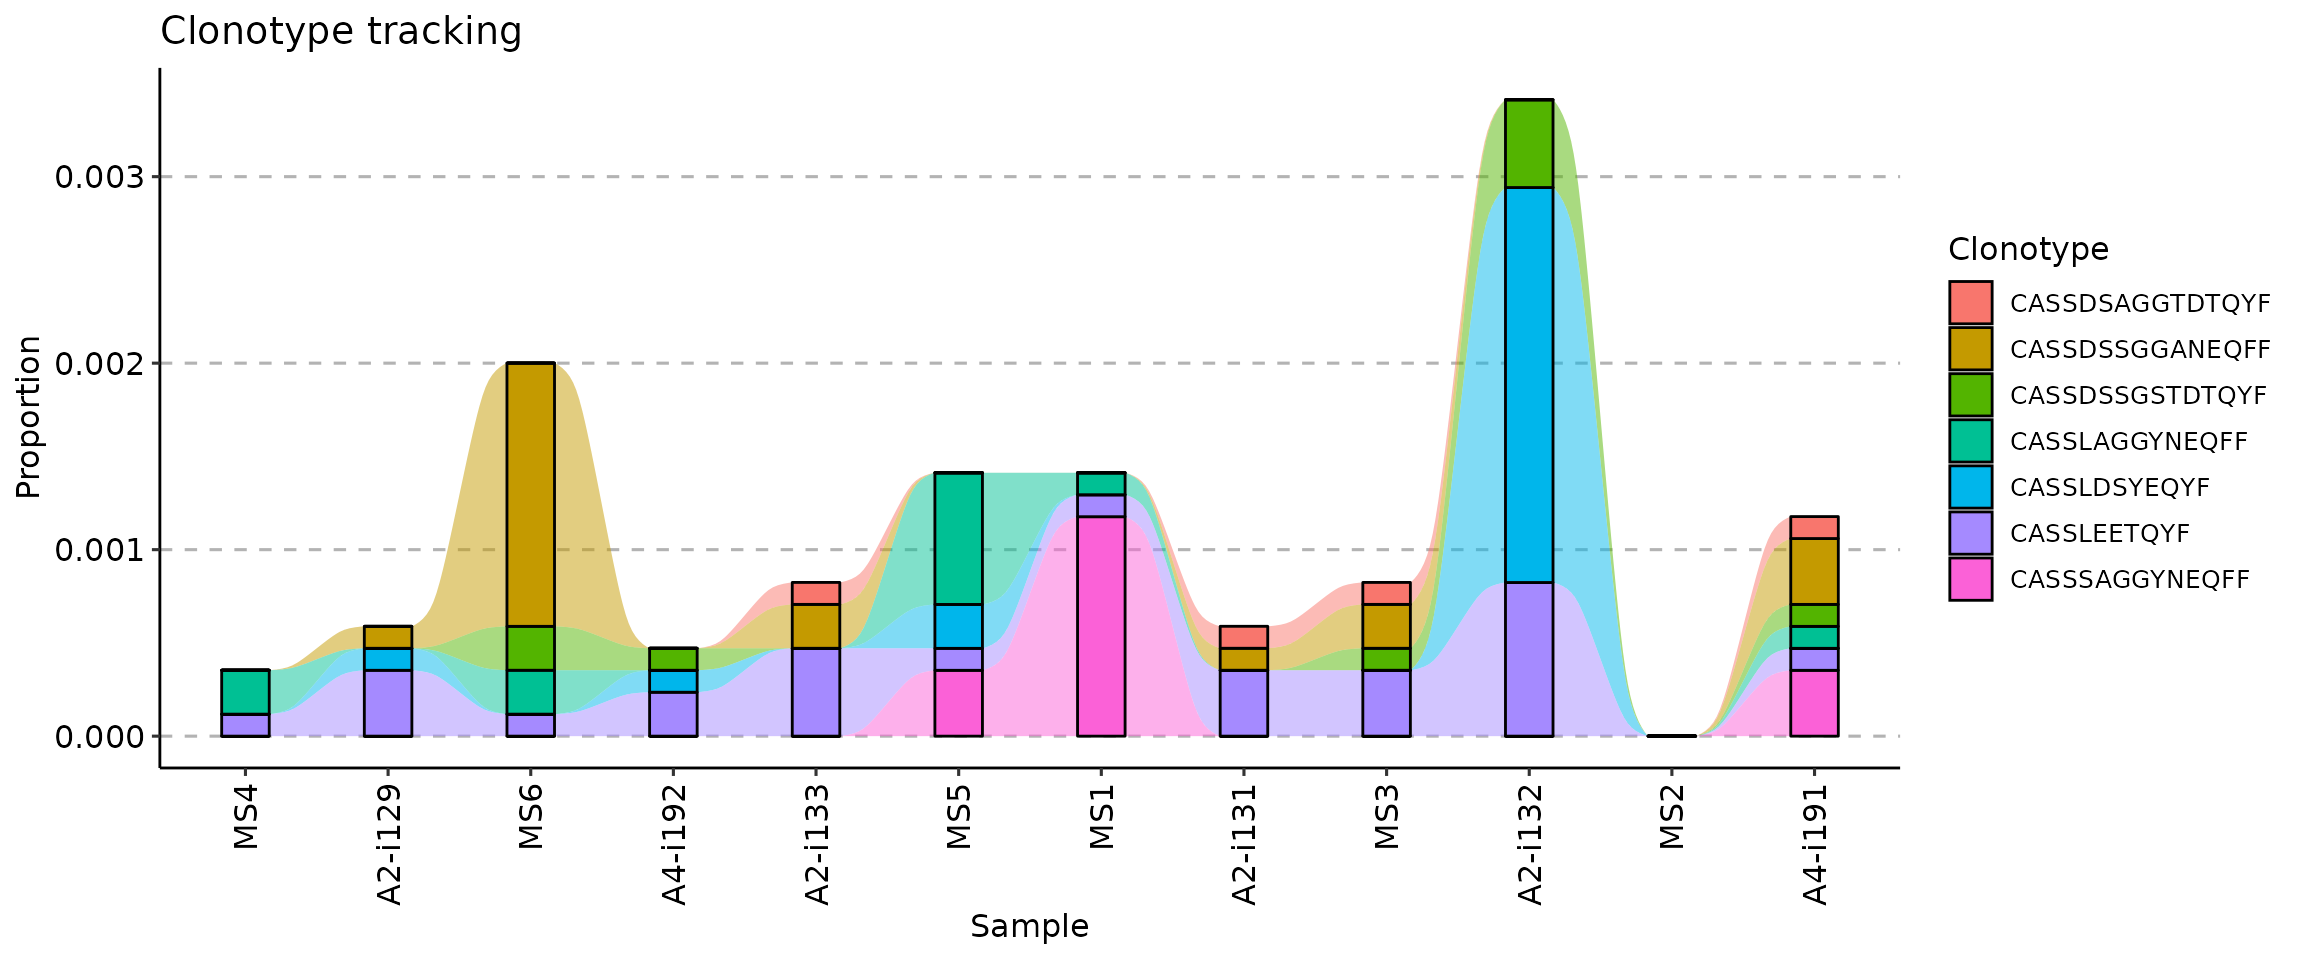 Clonotype tracking
Proportion
0.003
0.002
0.001
0.000
MS4
A2-i129
MS6
A4-i192
A2-i133
MS5
MS1
A2-i131
MS3
A2-i132
MS2
A4-i191
Sample
Clonotype
CASSDSAGGTDTQYF
CASSDSSGGANEQFF
CASSDSSGSTDTQYF
CASSLAGGYNEQFF
CASSLDSYEQYF
CASSLEETQYF
CASSSAGGYNEQFF